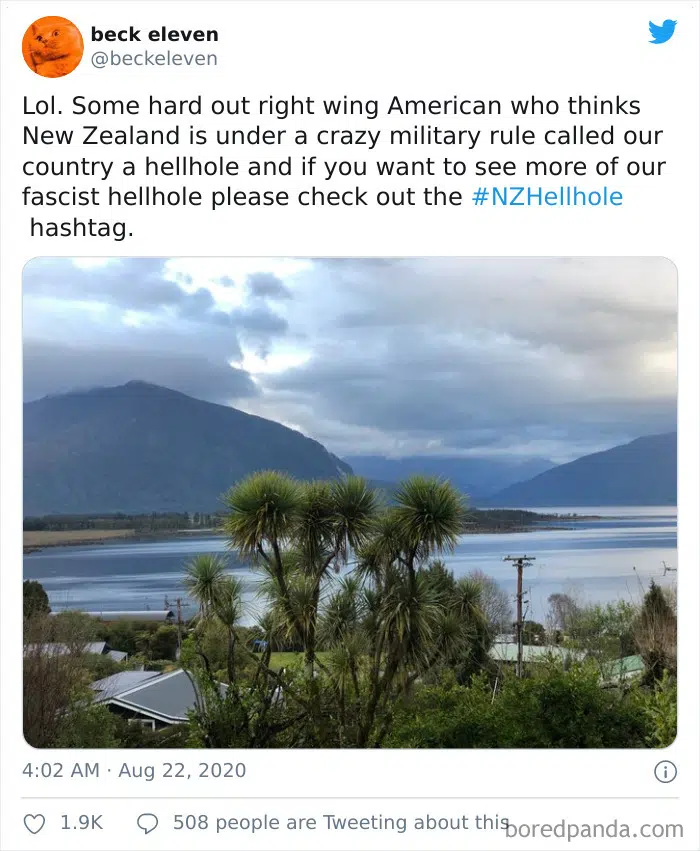 beck eleven
@beckeleven
Lol. Some hard out right wing American who thinks
New Zealand is under a crazy military rule called our
country a hellhole and if you want to see more of our
fascist hellhole please check out the #NZHellhole
hashtag.
4:02 AM · Aug 22, 2020
1.9K 508 people are Tweeting about this
boredpanda.com